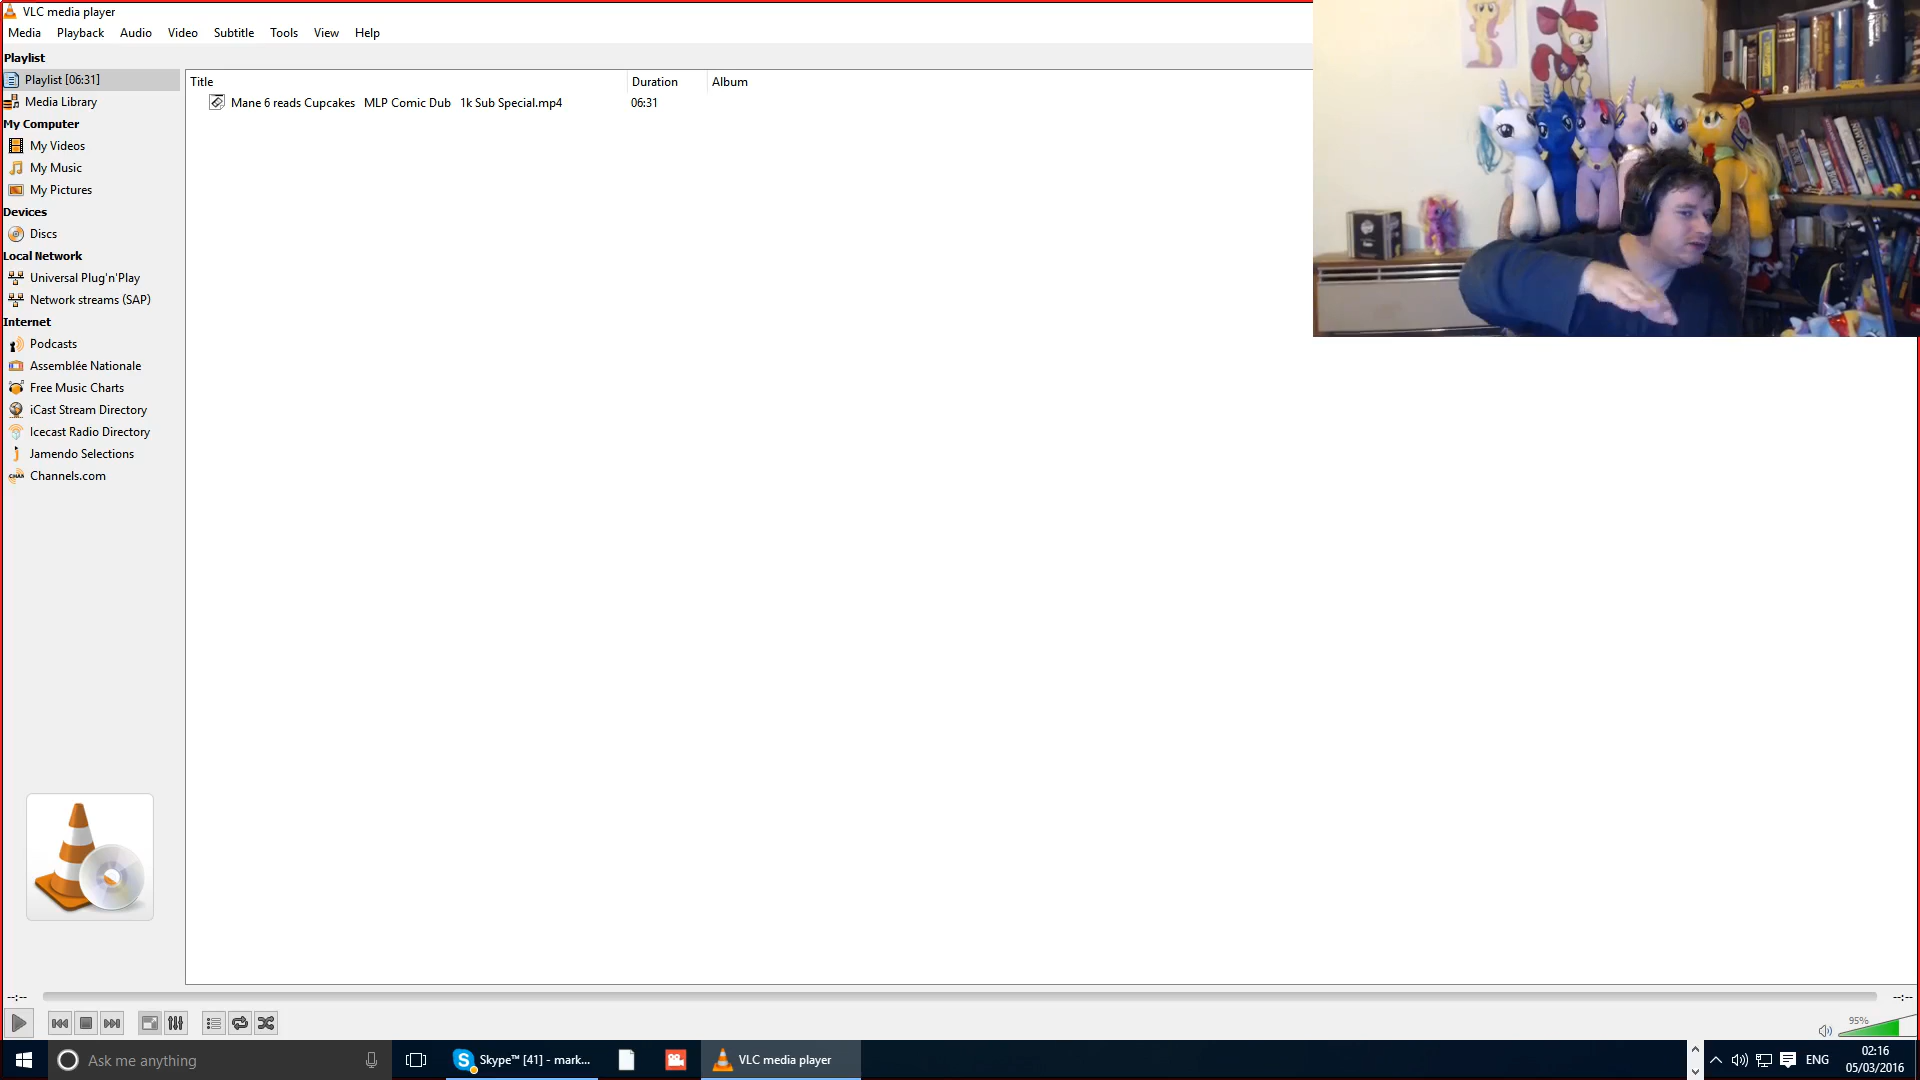 VLC media player
Media Playback Audio Video Subtitle Tools View Help
Playlist
Playlist [06:31]
Media Library
My Computer
My Videos
My Music
My Pictures
Devices
Discs
Local Network
Universal Plug'n'Play
Network streams (SAP)
Internet
Podcasts
Assemblée Nationale
Free Music Charts
iCast Stream Directory
Icecast Radio Directory
Jamendo Selections
Channels.com
Title Duration Album
Mane 6 reads Cupcakes MLP Comic Dub 1k Sub Special.mp4 06:31
--:-- --:--
95%
Ask me anything
Skype™ [41] - mark...
VLC media player
ENG
02:16
05/03/2016